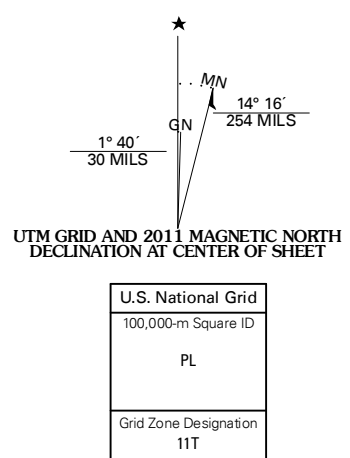 MN
GN
14° 16´
254 MILS
1° 40´
30 MILS
UTM GRID AND 2011 MAGNETIC NORTH
DECLINATION AT CENTER OF SHEET
U.S. National Grid
100,000-m Square ID
PL
Grid Zone Designation
11T